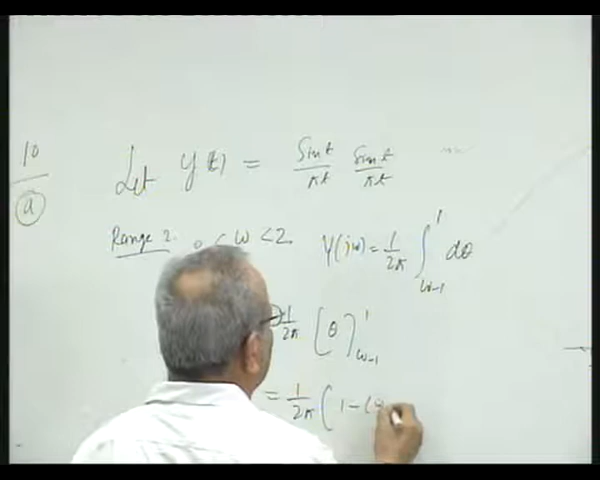 10
a
Let y(t) = sin t/πt sin t/πt
Range 2. 0 < ω < 2 Y(jω) = 1/2π ∫_{ω-1}^{1} dθ
1/2π [θ]_{ω-1}^{1}
= 1/2π (1-(ω